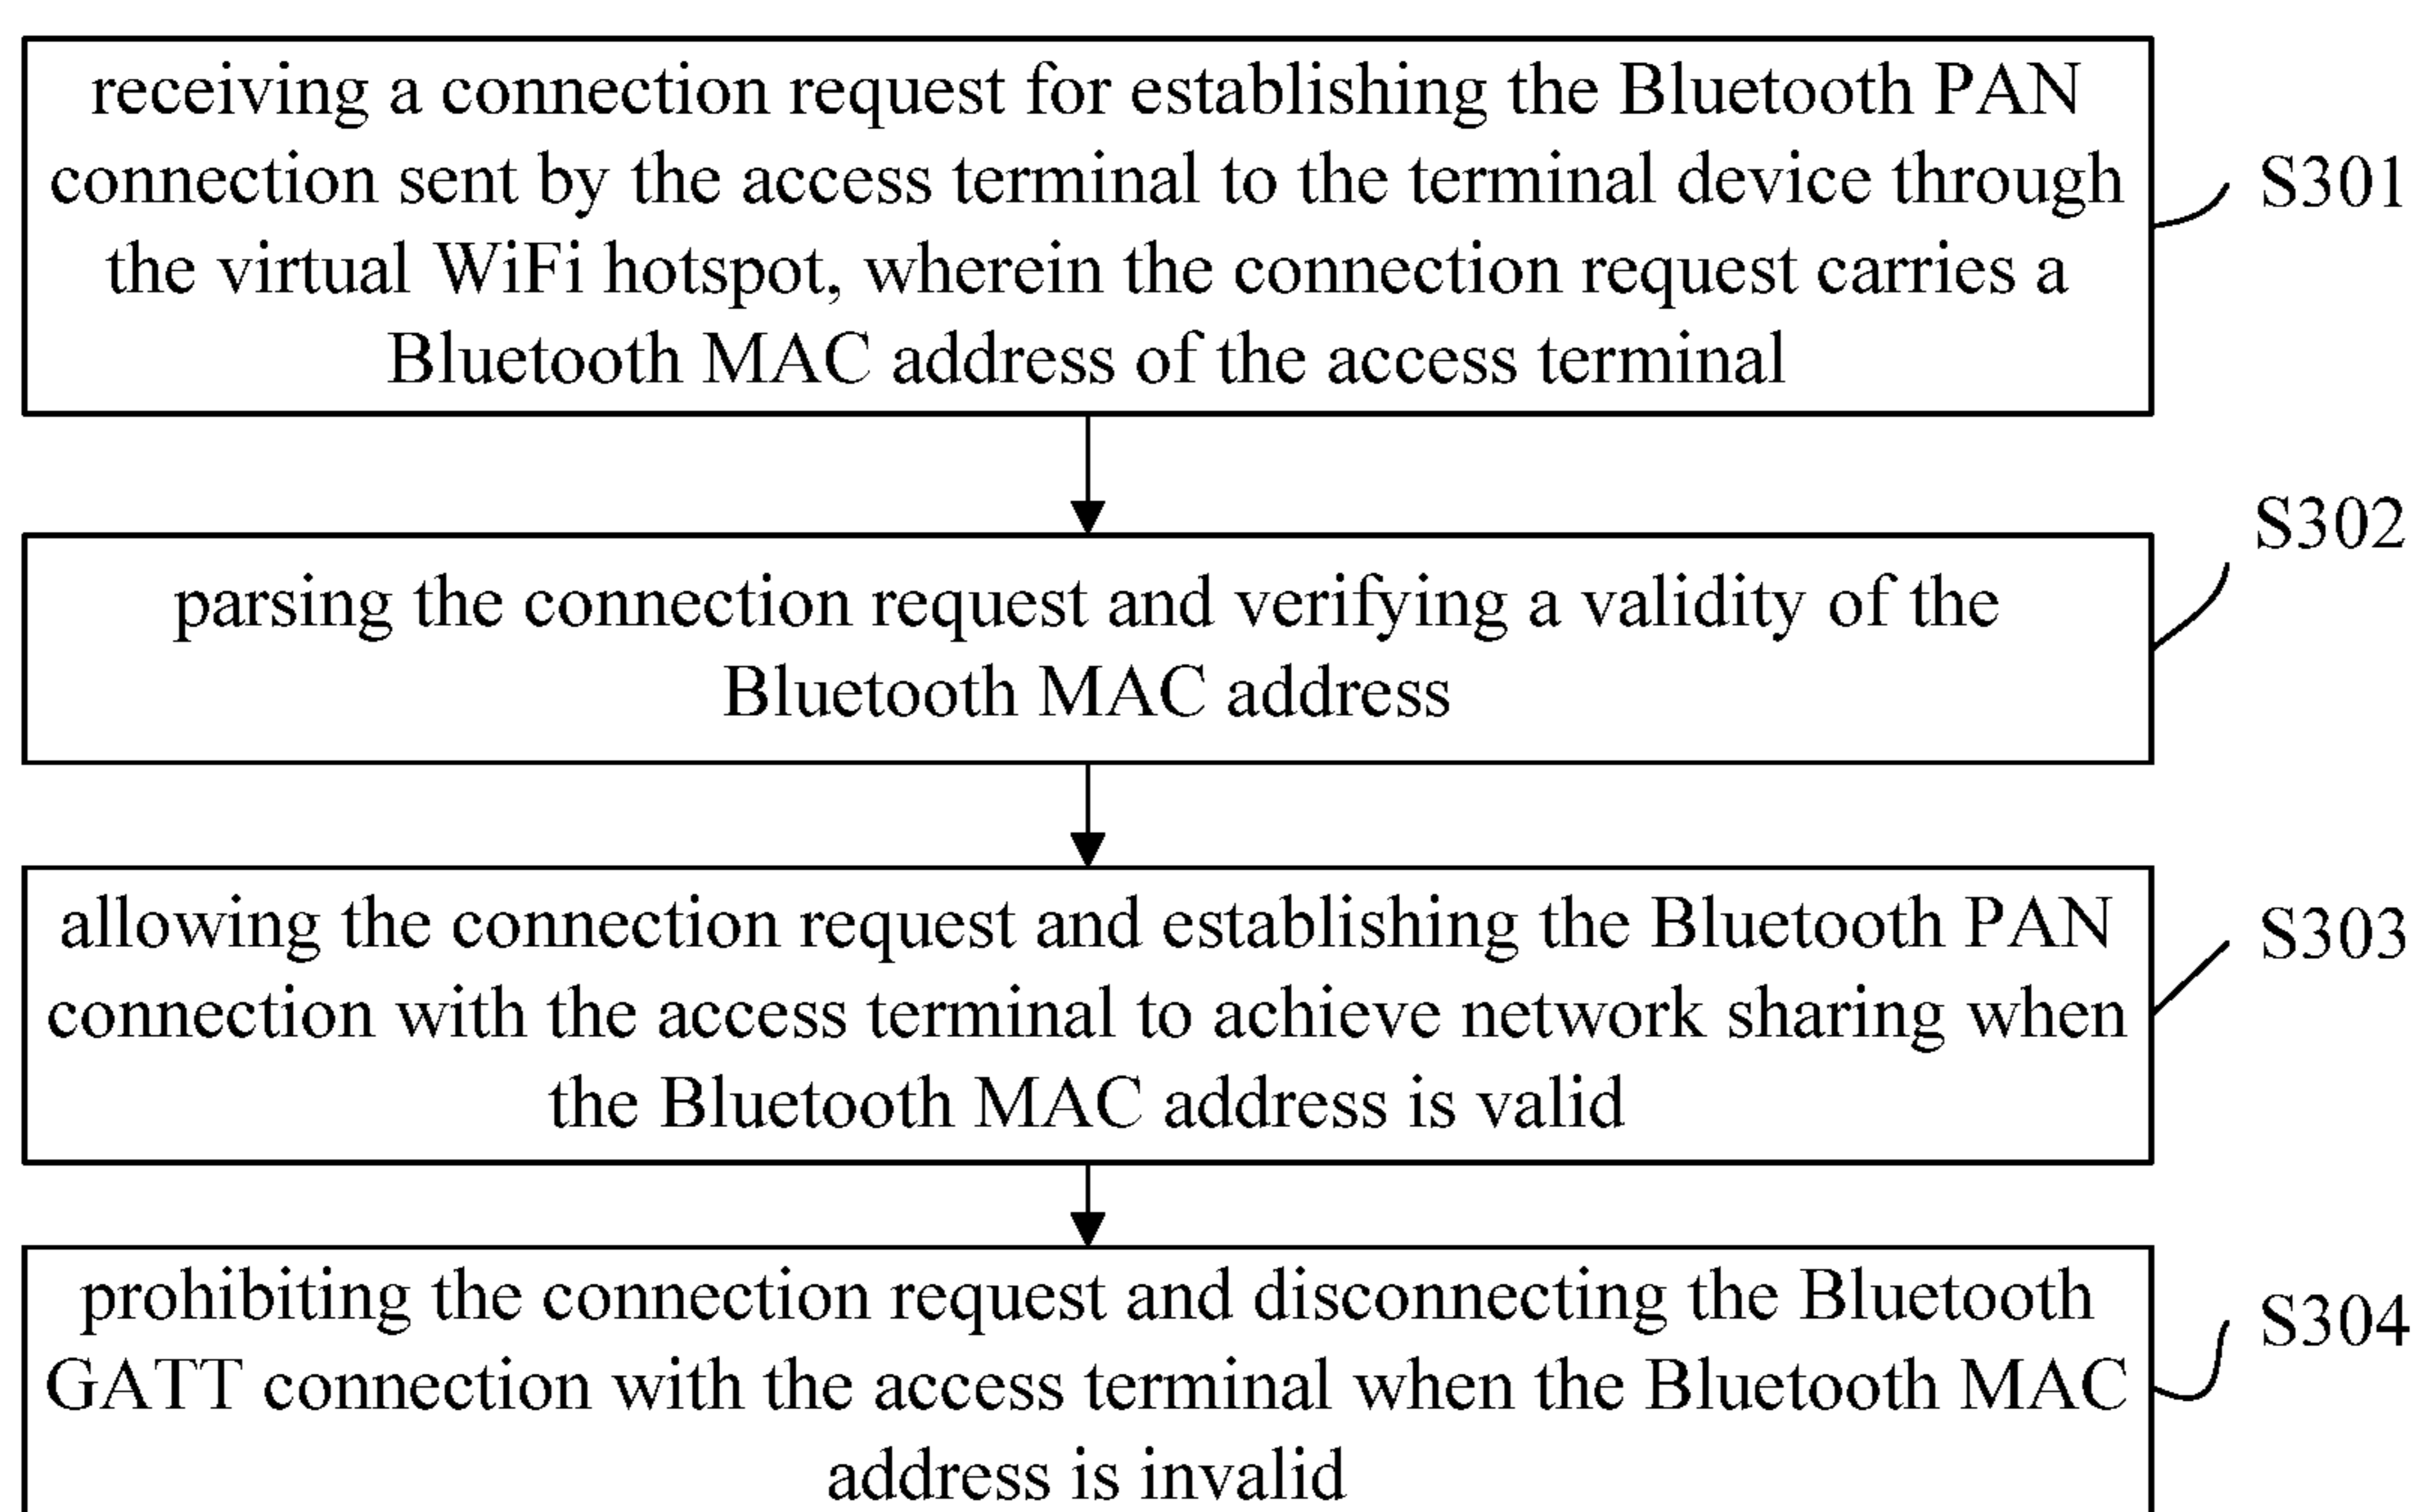 receiving a connection request for establishing the Bluetooth PAN
connection sent by the access terminal to the terminal device through
the virtual WiFi hotspot, wherein the connection request carries a
Bluetooth MAC address of the access terminal
S301
S302
parsing the connection request and verifying a validity of the
Bluetooth MAC address
allowing the connection request and establishing the Bluetooth PAN
connection with the access terminal to achieve network sharing when
the Bluetooth MAC address is valid
S303
prohibiting the connection request and disconnecting the Bluetooth
GATT connection with the access terminal when the Bluetooth MAC
address is invalid
S304